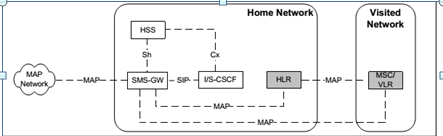 Home Network
Visited
Network
HSS
Sh
Cx
MAP
Network
MAP
SMS-GW
SIP
I/S-CSCF
HLR
MAP
MSC/
VLR
MAP
MAP